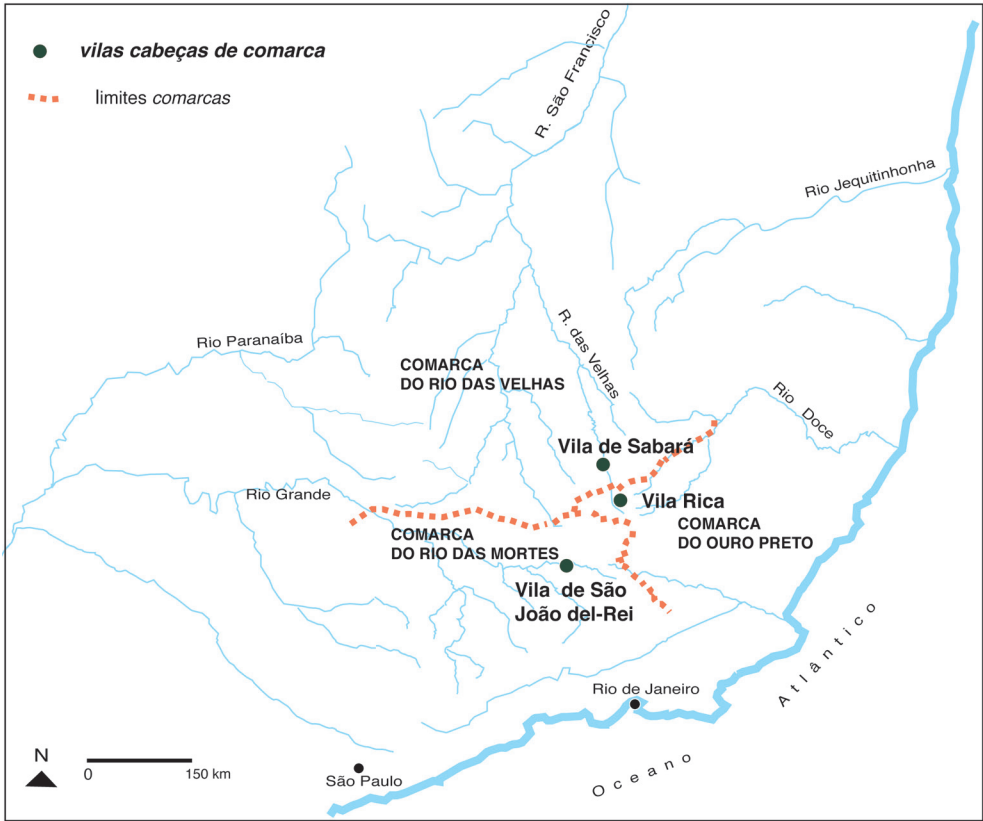 vilas cabeças de comarca
limites comarcas
R. São Francisco
Rio Jequitinhonha
Rio Paranaíba
R. das Velhas
COMARCA
DO RIO DAS VELHAS
Rio Doce
Vila de Sabará
Rio Grande
Vila Rica
COMARCA
DO OURO PRETO
COMARCA
DO RIO DAS MORTES
Vila de São
João del-Rei
Rio de Janeiro
Oceano Atlântico
São Paulo
N
0 150 km